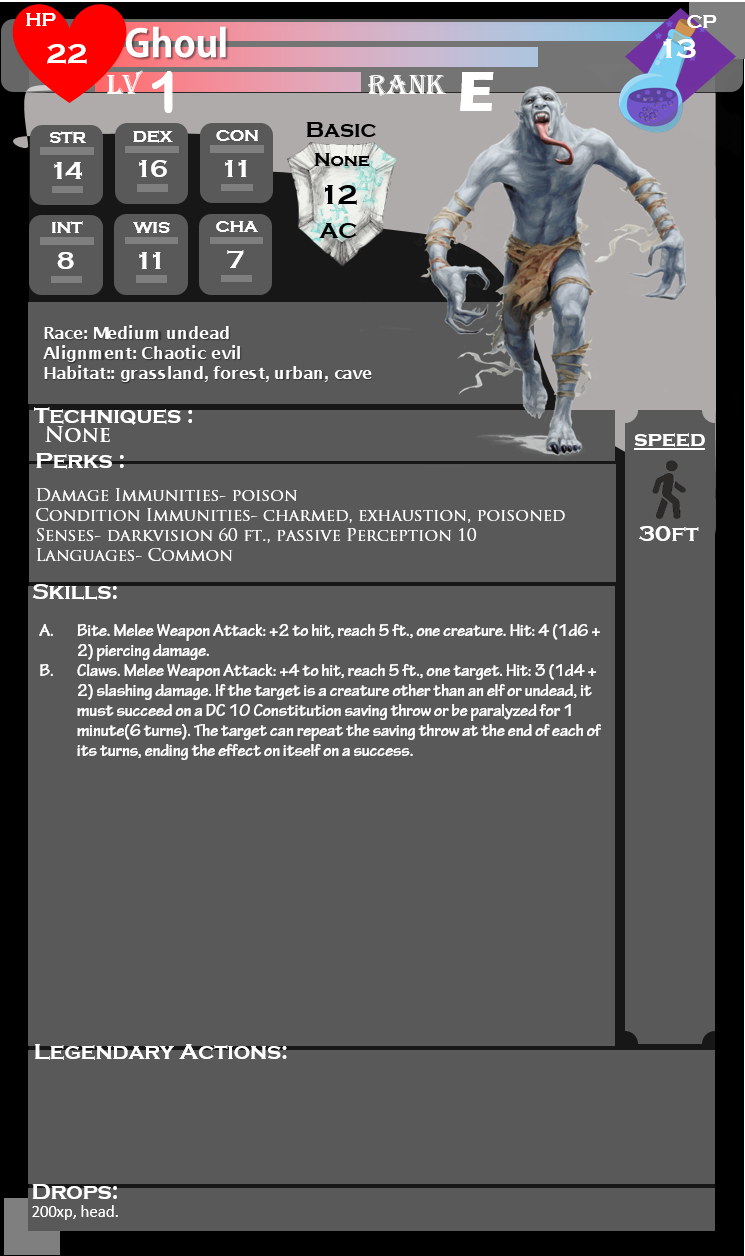 HP
22
Ghoul
CP
13
LV 1
RANK E
STR
14
DEX
16
CON
11
INT
8
WIS
11
CHA
7
Basic
None
12
AC
Race: Medium undead
Alignment: Chaotic evil
Habitat:: grassland, forest, urban, cave
Techniques :
None
Perks :
Damage Immunities- poison
Condition Immunities- charmed, exhaustion, poisoned
Senses- darkvision 60 ft., passive Perception 10
Languages- Common
SPEED
30FT
Skills:
A. Bite. Melee Weapon Attack: +2 to hit, reach 5 ft., one creature. Hit: 4 (1d6 +
2) piercing damage.
B. Claws. Melee Weapon Attack: +4 to hit, reach 5 ft., one target. Hit: 3 (1d4 +
2) slashing damage. If the target is a creature other than an elf or undead, it
must succeed on a DC 10 Constitution saving throw or be paralyzed for 1
minute(6 turns). The target can repeat the saving throw at the end of each of
its turns, ending the effect on itself on a success.
Legendary Actions:
Drops:
200xp, head.